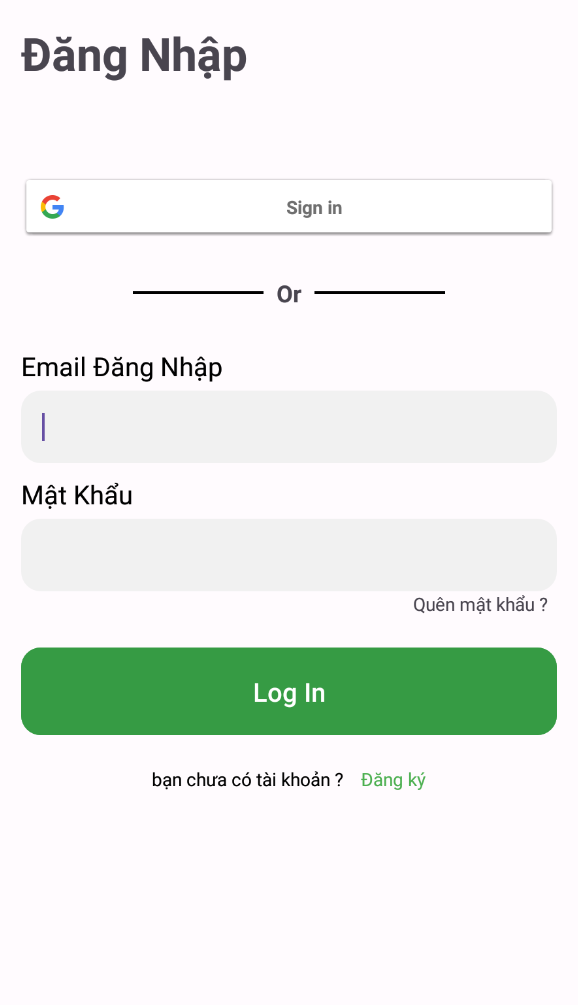 Đăng Nhập
Sign in
Or
Email Đăng Nhập
Mật Khẩu
Quên mật khẩu ?
Log In
bạn chưa có tài khoản ? Đăng ký